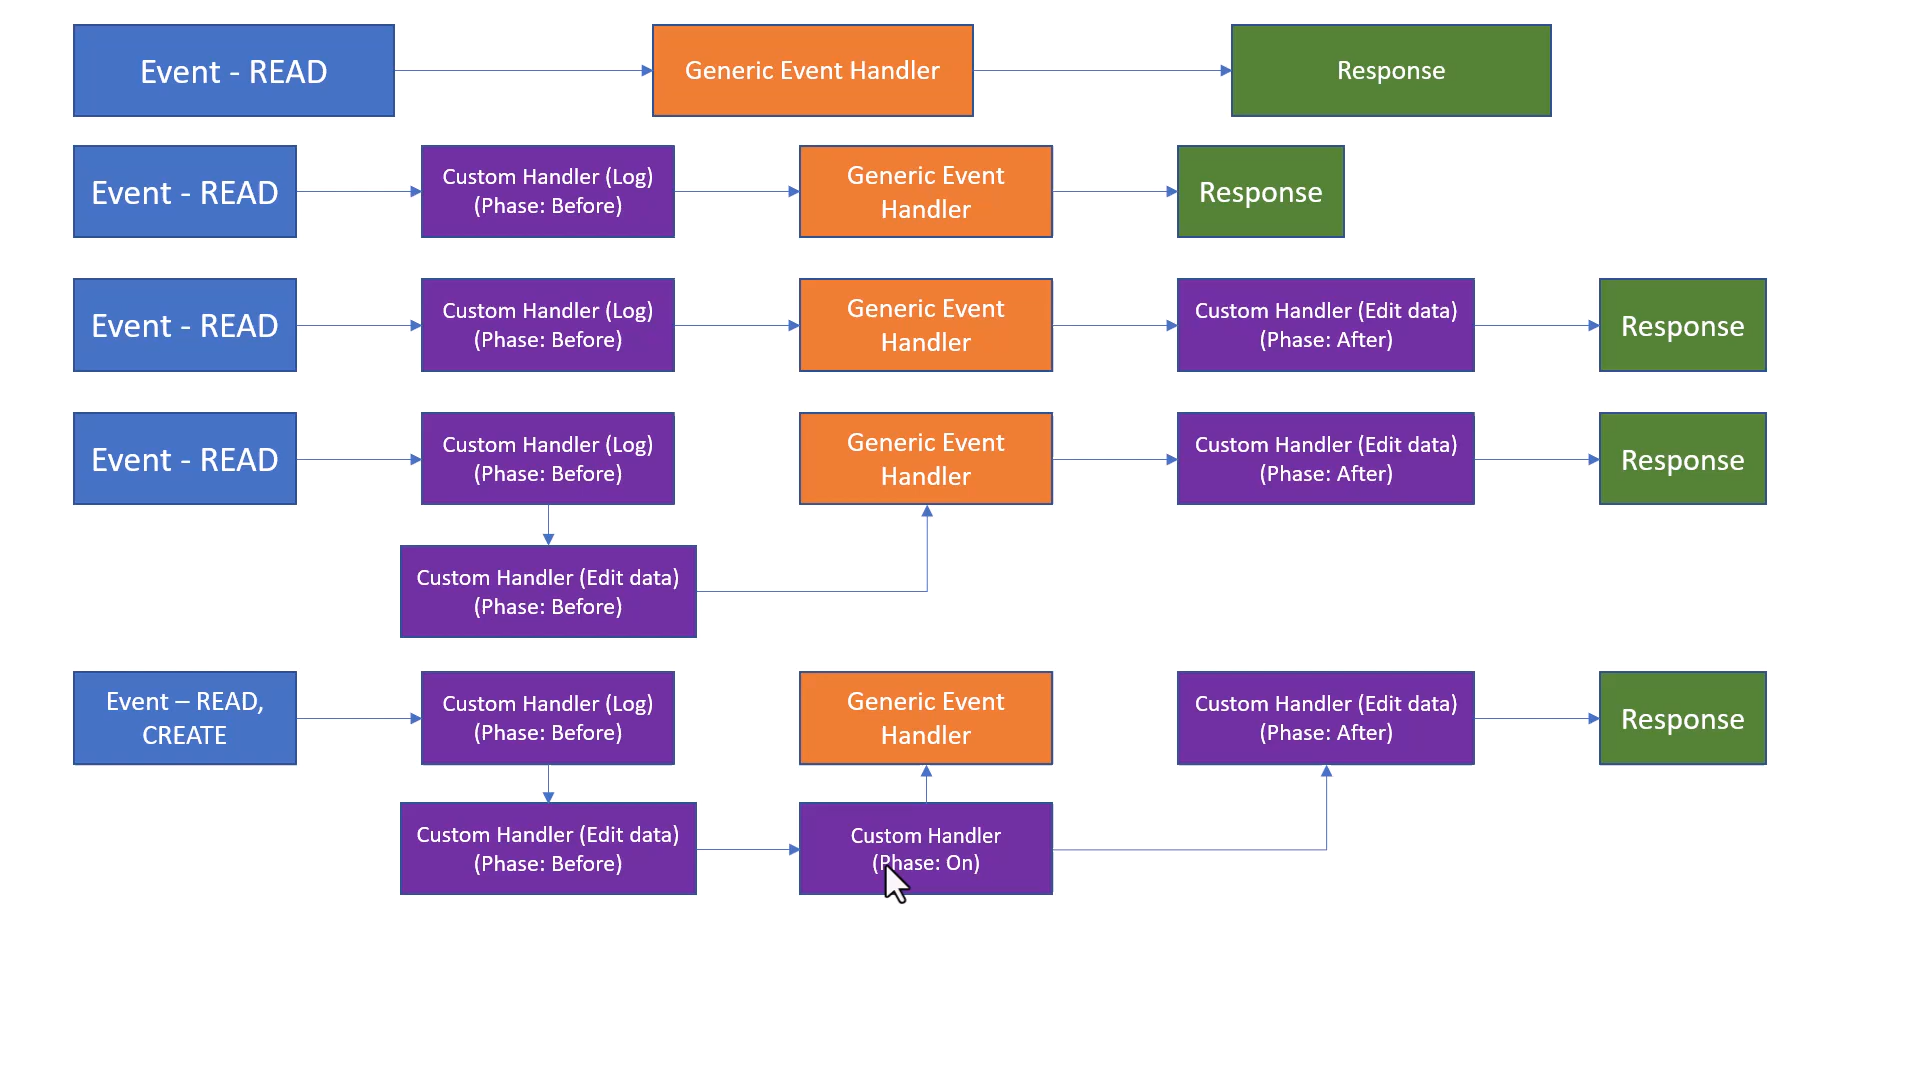 Event - READ
Generic Event Handler
Response
Event - READ
Custom Handler (Log)
(Phase: Before)
Generic Event
Handler
Response
Event - READ
Custom Handler (Log)
(Phase: Before)
Generic Event
Handler
Custom Handler (Edit data)
(Phase: After)
Response
Event - READ
Custom Handler (Log)
(Phase: Before)
Generic Event
Handler
Custom Handler (Edit data)
(Phase: After)
Response
Custom Handler (Edit data)
(Phase: Before)
Event – READ,
CREATE
Custom Handler (Log)
(Phase: Before)
Generic Event
Handler
Custom Handler (Edit data)
(Phase: After)
Response
Custom Handler (Edit data)
(Phase: Before)
Custom Handler
(Phase: On)